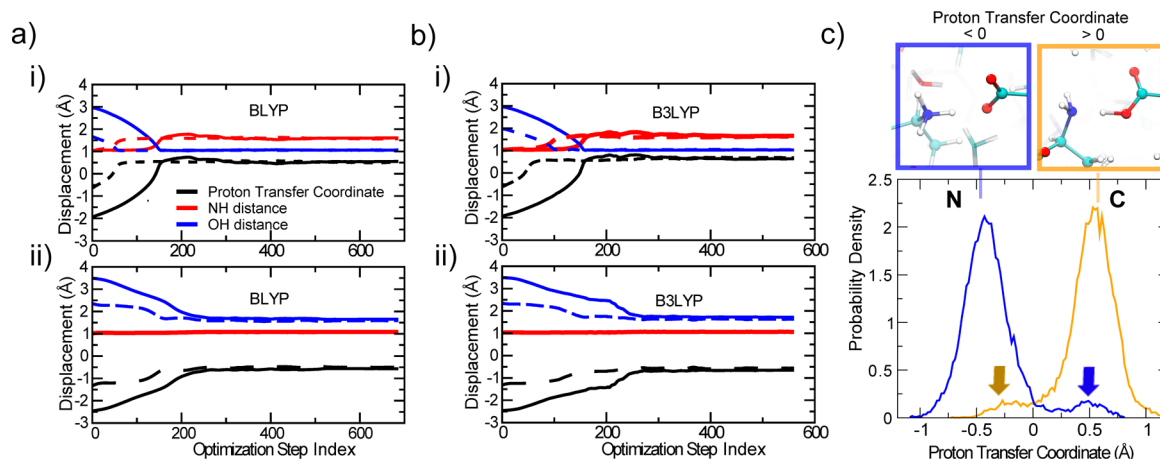 a)
i)
BLYP
Displacement (Å)
4
3
2
1
0
-1
-2
-3
0
200
400
600
Proton Transfer Coordinate
NH distance
OH distance
ii)
BLYP
Displacement (Å)
4
3
2
1
0
-1
-2
-3
0
200
400
600
Optimization Step Index
b)
i)
B3LYP
Displacement (Å)
4
3
2
1
0
-1
-2
-3
0
200
400
600
ii)
B3LYP
Displacement (Å)
4
3
2
1
0
-1
-2
-3
0
200
400
600
Optimization Step Index
c)
Proton Transfer Coordinate
< 0
> 0
N
C
Probability Density
2.5
2
1.5
1
0.5
0
-1
-0.5
0
0.5
1
Proton Transfer Coordinate (Å)